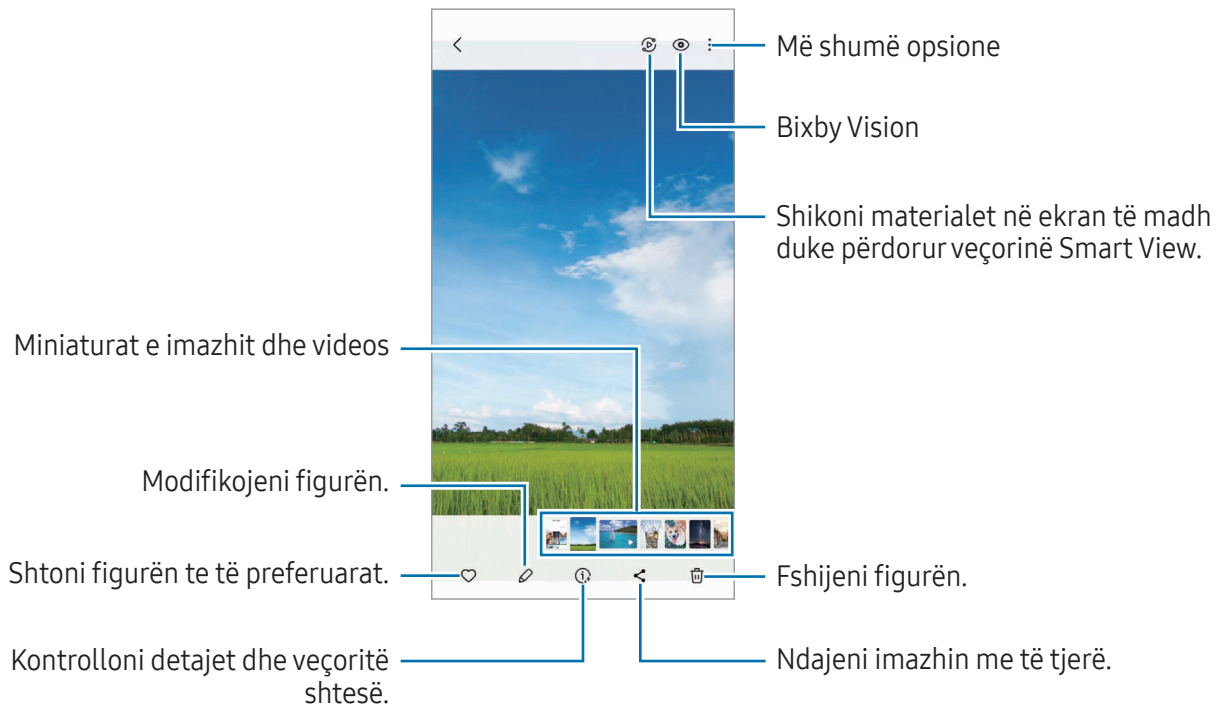 Më shumë opsione
Bixby Vision
Shikoni materialet në ekran të madh
duke përdorur veçorinë Smart View.
Miniaturat e imazhit dhe videos
Modifikojeni figurën.
Shtoni figurën te të preferuarat.
Fshijeni figurën.
Kontrolloni detajet dhe veçoritë
shtesë.
Ndajeni imazhin me të tjerë.